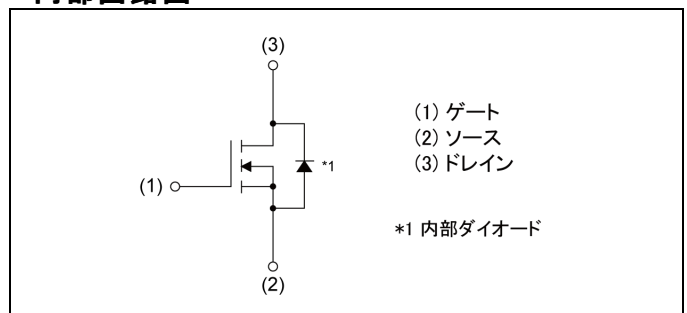 内部回路図
(3)
(1) ゲート
(2) ソース
(3) ドレイン
*1
(1)
*1 内部ダイオード
(2)